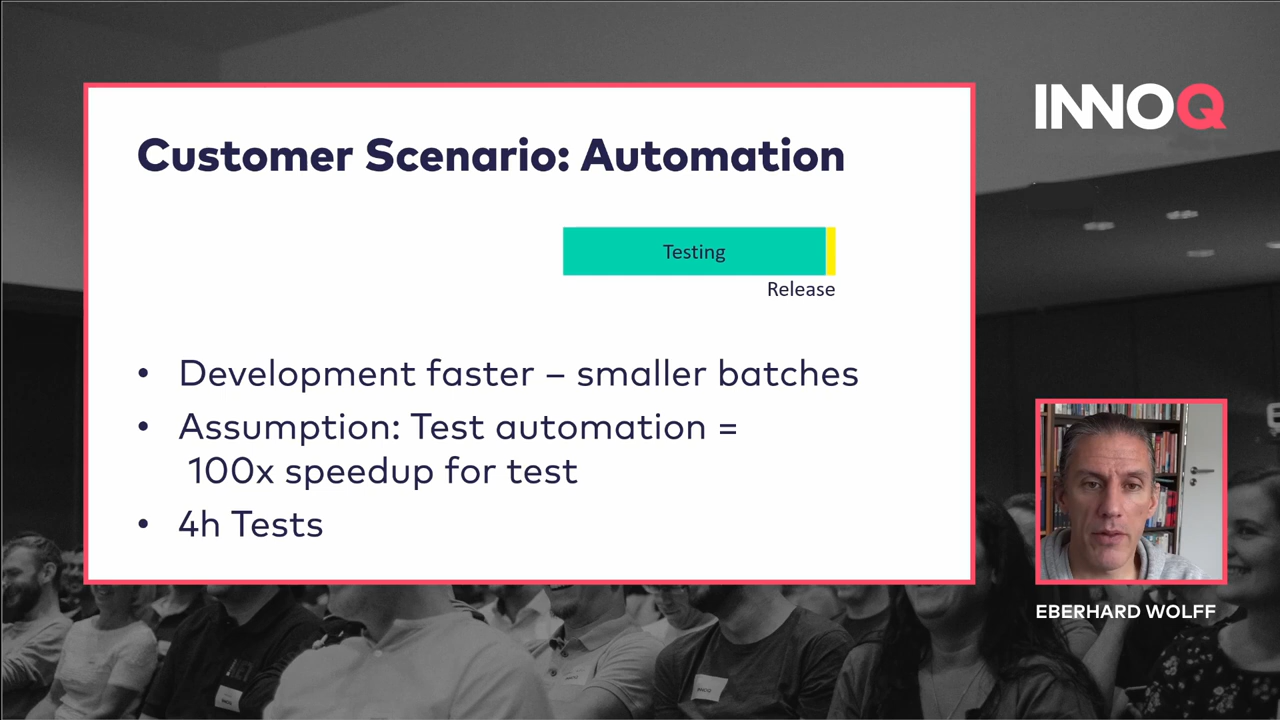 INNOQ
Customer Scenario: Automation
Testing
Release
• Development faster – smaller batches
• Assumption: Test automation =
100x speedup for test
• 4h Tests
EBERHARD WOLFF